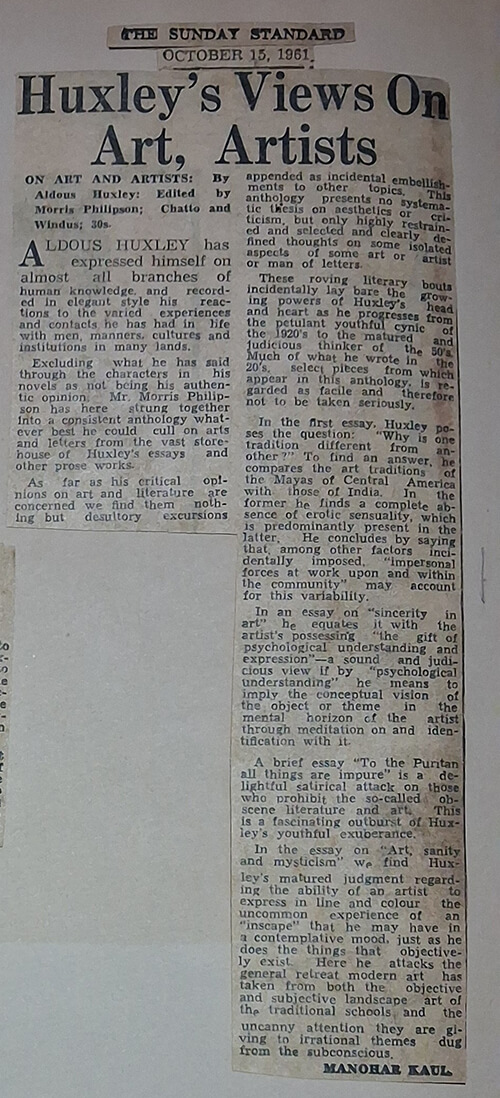 THE SUNDAY STANDARD
OCTOBER 15, 1961.
Huxley's Views On
Art, Artists
ON ART AND ARTISTS: By
Aldous Huxley: Edited by
Morris Philipson; Chatto and
Windus; 30s.
ALDOUS HUXLEY has
expressed himself on
almost all branches of
human knowledge, and record-
ed in elegant style his reac-
tions to the varied experiences
and contacts he has had in life
with men, manners, cultures and
institutions in many lands.
Excluding what he has said
through the characters in his
novels as not being his authen-
tic opinion, Mr. Morris Philip-
son has here strung together
into a consistent anthology what-
ever best he could cull on arts
and letters from the vast store-
house of Huxley's essays and
other prose works.
As far as his critical opi-
nions on art and literature are
concerned we find them noth-
ing but desultory excursions
appended as incidental embellish-
ments to other topics. This
anthology presents no systema-
tic thesis on aesthetics or cri-
ticism, but only highly restrain-
ed and selected and clearly de-
fined thoughts on some isolated
aspects of some art or artist
or man of letters.
These roving literary bouts
incidentally lay bare the grow-
ing powers of Huxley's head
and heart as he progresses from
the petulant youthful cynic of
the 1920's to the matured and
judicious thinker of the 50's.
Much of what he wrote in the
20's, select pieces from which
appear in this anthology, is re-
garded as facile and therefore
not to be taken seriously.
In the first essay, Huxley po-
ses the question: "Why is one
tradition different from an-
other?" To find an answer, he
compares the art traditions of
the Mayas of Central America
with those of India. In the
former he finds a complete ab-
sence of erotic sensuality, which
is predominantly present in the
latter. He concludes by saying
that, among other factors inci-
dentally imposed, "impersonal
forces at work upon and within
the community" may account
for this variability.
In an essay on "sincerity in
art" he equates it with the
artist's possessing "the gift of
psychological understanding and
expression"—a sound and judi-
cious view if by "psychological
understanding" he means to
imply the conceptual vision of
the object or theme in the
mental horizon of the artist
through meditation on and iden-
tification with it.
A brief essay "To the Puritan
all things are impure" is a de-
lightful satirical attack on those
who prohibit the so-called ob-
scene literature and art. This
is a fascinating outburst of Hux-
ley's youthful exuberance.
In the essay on "Art, sanity
and mysticism" we find Hux-
ley's matured judgment regard-
ing the ability of an artist to
express in line and colour the
uncommon experience of an
"inscape" that he may have in
a contemplative mood, just as he
does the things that objective-
ly exist. Here he attacks the
general retreat modern art has
taken from both the objective
and subjective landscape art of
the traditional schools and the
uncanny attention they are gi-
ving to irrational themes dug
from the subconscious.
MANOHAR KAUL